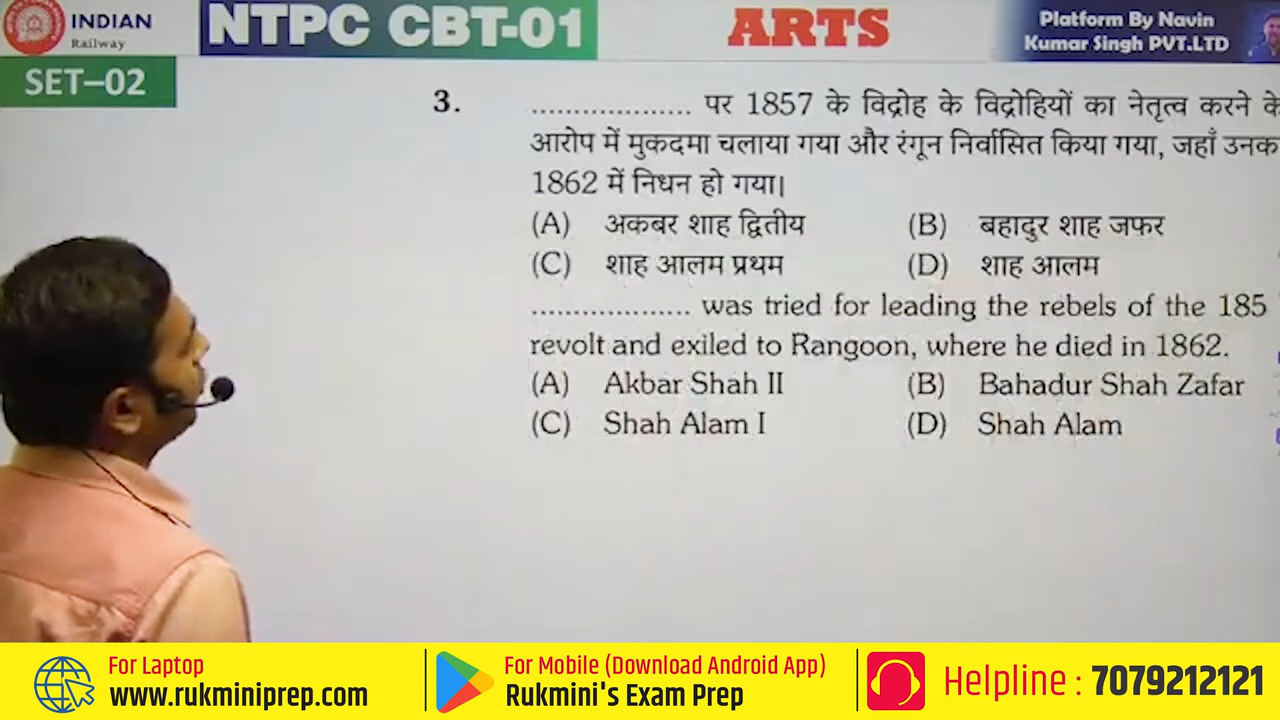 INDIAN
Railway
NTPC CBT-01
ARTS
Platform By Navin
Kumar Singh PVT.LTD
SET–02
3. ................... पर 1857 के विद्रोह के विद्रोहियों का नेतृत्व करने के
आरोप में मुकदमा चलाया गया और रंगून निर्वासित किया गया, जहाँ उनक
1862 में निधन हो गया।
(A) अकबर शाह द्वितीय (B) बहादुर शाह जफर
(C) शाह आलम प्रथम (D) शाह आलम
................... was tried for leading the rebels of the 185
revolt and exiled to Rangoon, where he died in 1862.
(A) Akbar Shah II (B) Bahadur Shah Zafar
(C) Shah Alam I (D) Shah Alam
For Laptop
www.rukminiprep.com
For Mobile (Download Android App)
Rukmini's Exam Prep
Helpline : 7079212121